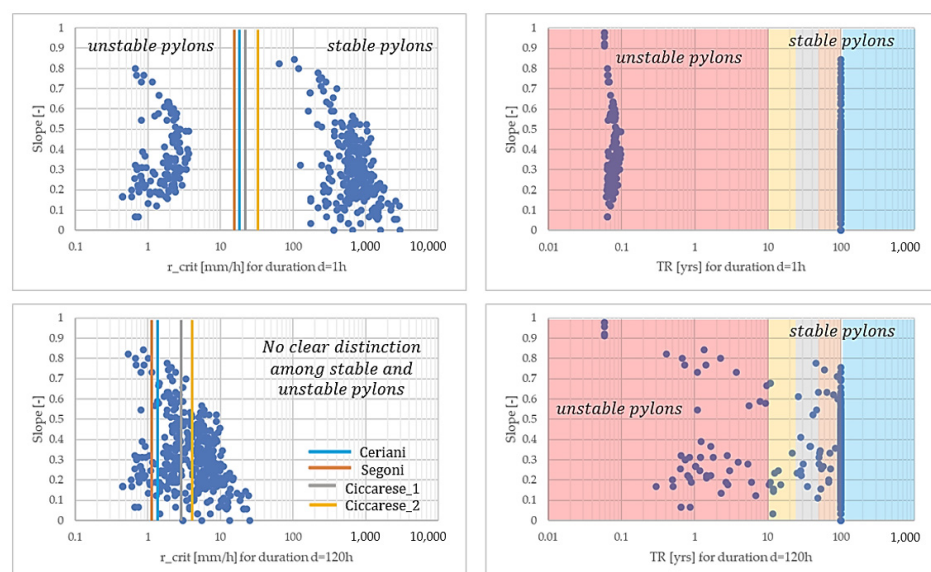 1
0.9
0.8
0.7
0.6
0.5
0.4
0.3
0.2
0.1
0
Slope [-]
unstable pylons
stable pylons
0.1 1 10 100 1,000 10,000
r_crit [mm/h] for duration d=1h
1
0.9
0.8
0.7
0.6
0.5
0.4
0.3
0.2
0.1
0
Slope [-]
unstable pylons
stable pylons
0.01 0.1 1 10 100 1,000
TR [yrs] for duration d=1h
1
0.9
0.8
0.7
0.6
0.5
0.4
0.3
0.2
0.1
0
Slope [-]
No clear distinction
among stable and
unstable pylons
Ceriani
Segoni
Ciccarese_1
Ciccarese_2
0.1 1 10 100 1,000 10,000
r_crit [mm/h] for duration d=120h
1
0.9
0.8
0.7
0.6
0.5
0.4
0.3
0.2
0.1
0
Slope [-]
stable pylons
unstable pylons
0.01 0.1 1 10 100 1,000
TR [yrs] for duration d=120h